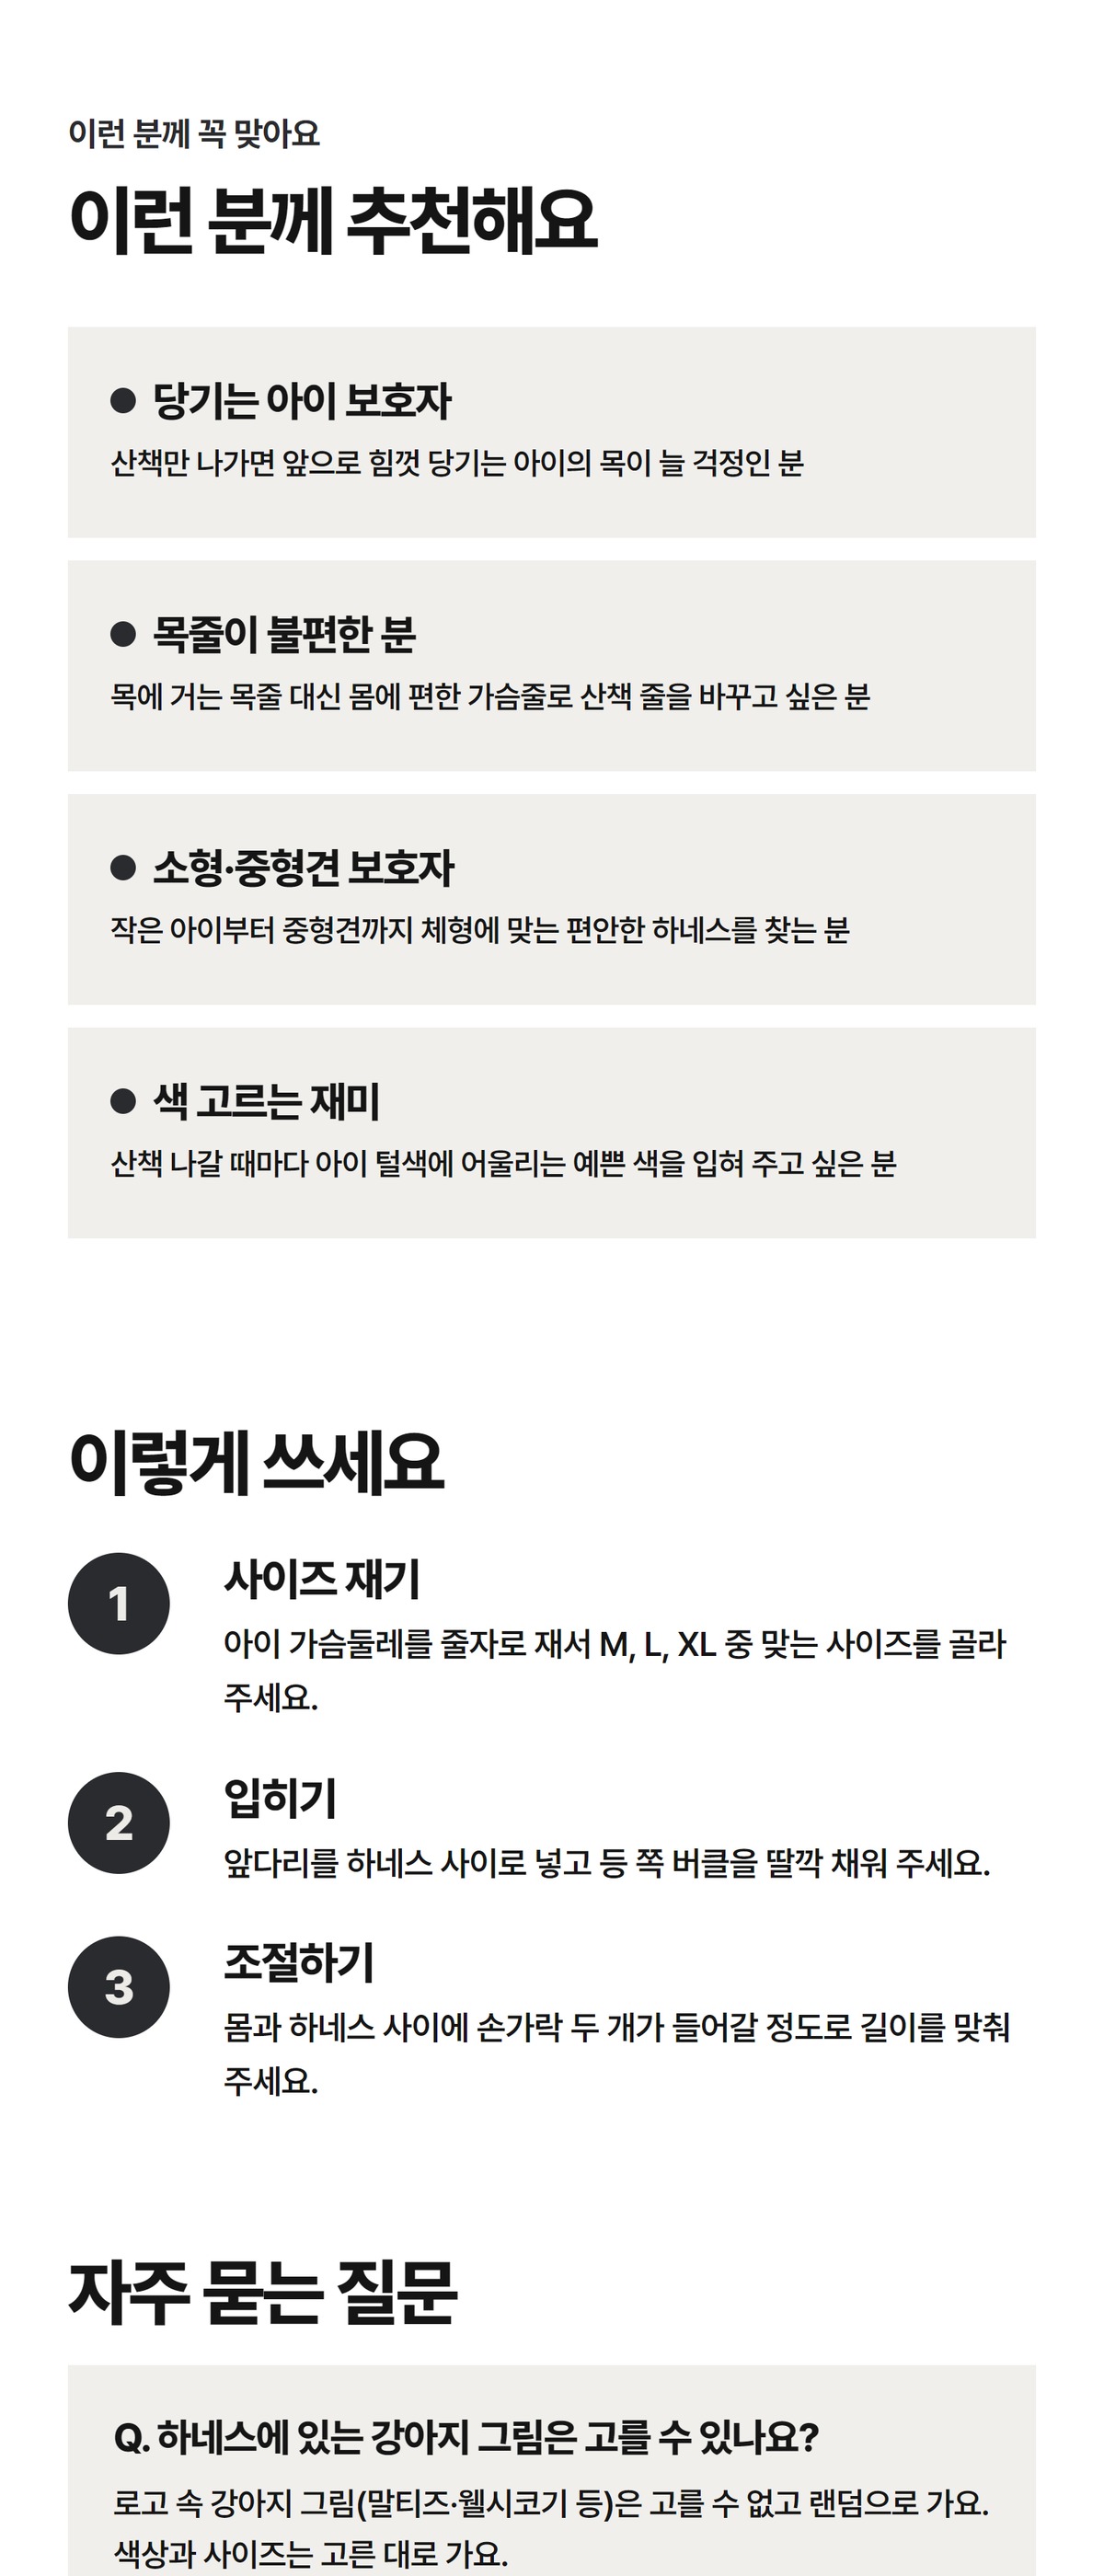 이런 분께 꼭 맞아요
이런 분께 추천해요
당기는 아이 보호자
산책만 나가면 앞으로 힘껏 당기는 아이의 목이 늘 걱정인 분
목줄이 불편한 분
목에 거는 목줄 대신 몸에 편한 가슴줄로 산책 줄을 바꾸고 싶은 분
소형·중형견 보호자
작은 아이부터 중형견까지 체형에 맞는 편안한 하네스를 찾는 분
색 고르는 재미
산책 나갈 때마다 아이 털색에 어울리는 예쁜 색을 입혀 주고 싶은 분
이렇게 쓰세요
1
사이즈 재기
아이 가슴둘레를 줄자로 재서 M, L, XL 중 맞는 사이즈를 골라
주세요.
2
입히기
앞다리를 하네스 사이로 넣고 등 쪽 버클을 딸깍 채워 주세요.
3
조절하기
몸과 하네스 사이에 손가락 두 개가 들어갈 정도로 길이를 맞춰
주세요.
자주 묻는 질문
Q. 하네스에 있는 강아지 그림은 고를 수 있나요?
로고 속 강아지 그림(말티즈·웰시코기 등)은 고를 수 없고 랜덤으로 가요.
색상과 사이즈는 고른 대로 가요.